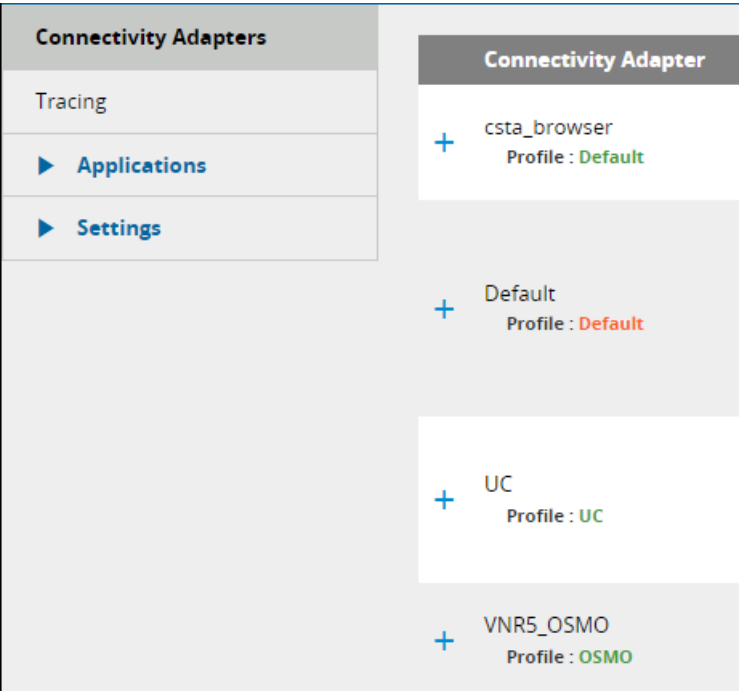 Connectivity Adapters
Tracing
Applications
Settings
Connectivity Adapter
csta_browser
Profile : Default
Default
Profile : Default
UC
Profile : UC
VNR5_OSMO
Profile : OSMO